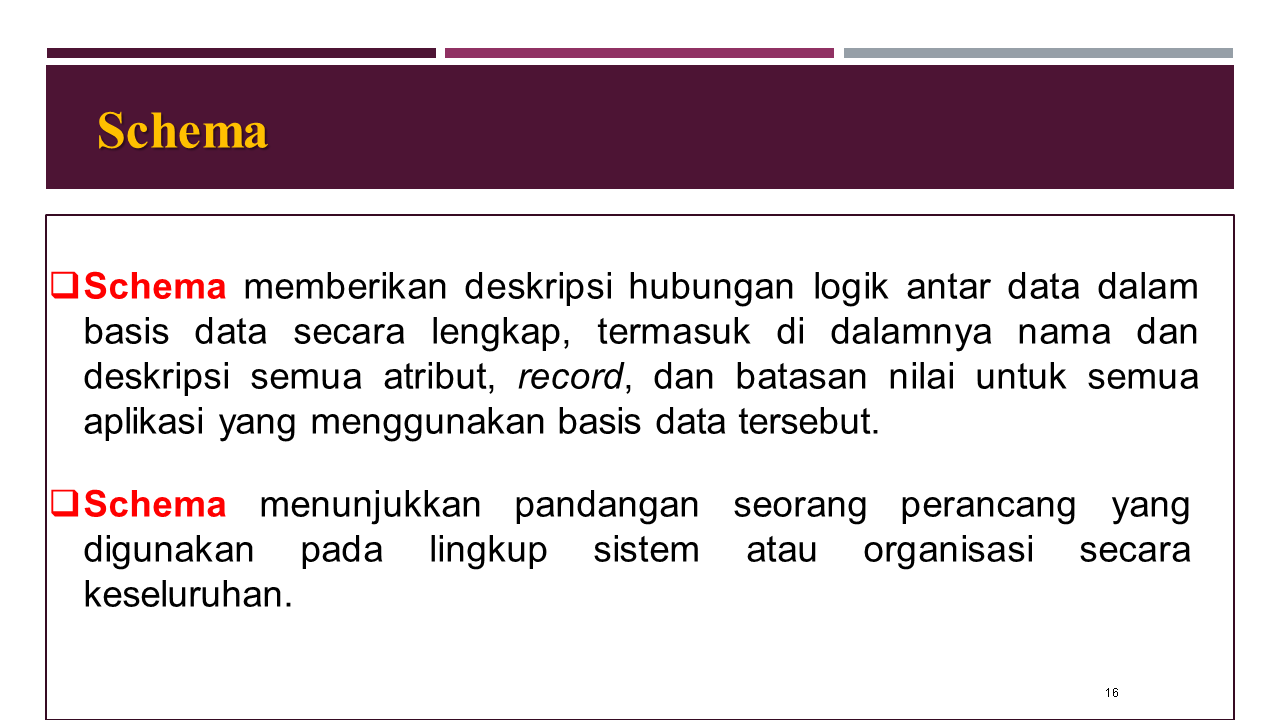 Schema
❑Schema memberikan deskripsi hubungan logik antar data dalam
basis data secara lengkap, termasuk di dalamnya nama dan
deskripsi semua atribut, record, dan batasan nilai untuk semua
aplikasi yang menggunakan basis data tersebut.
❑Schema menunjukkan pandangan seorang perancang yang
digunakan pada lingkup sistem atau organisasi secara
keseluruhan.
16